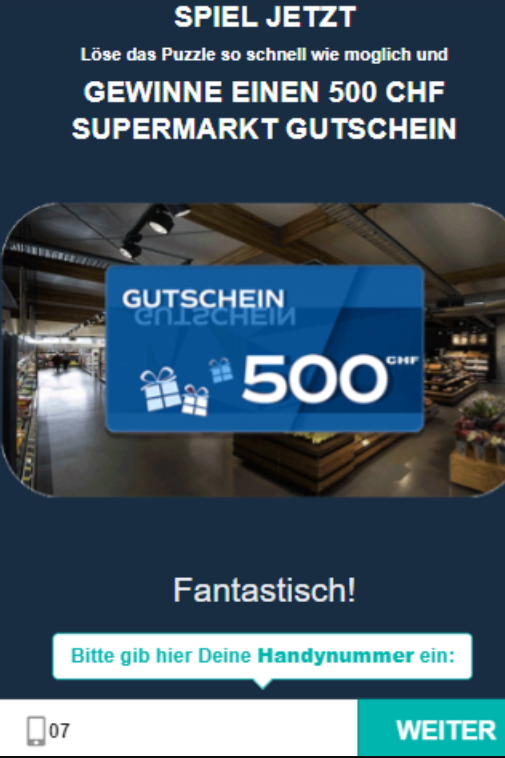 SPIEL JETZT
Löse das Puzzle so schnell wie moglich und
GEWINNE EINEN 500 CHF
SUPERMARKT GUTSCHEIN
GUTSCHEIN
GUTSCHEIN
500 CHF
Fantastisch!
Bitte gib hier Deine Handynummer ein:
07
WEITER